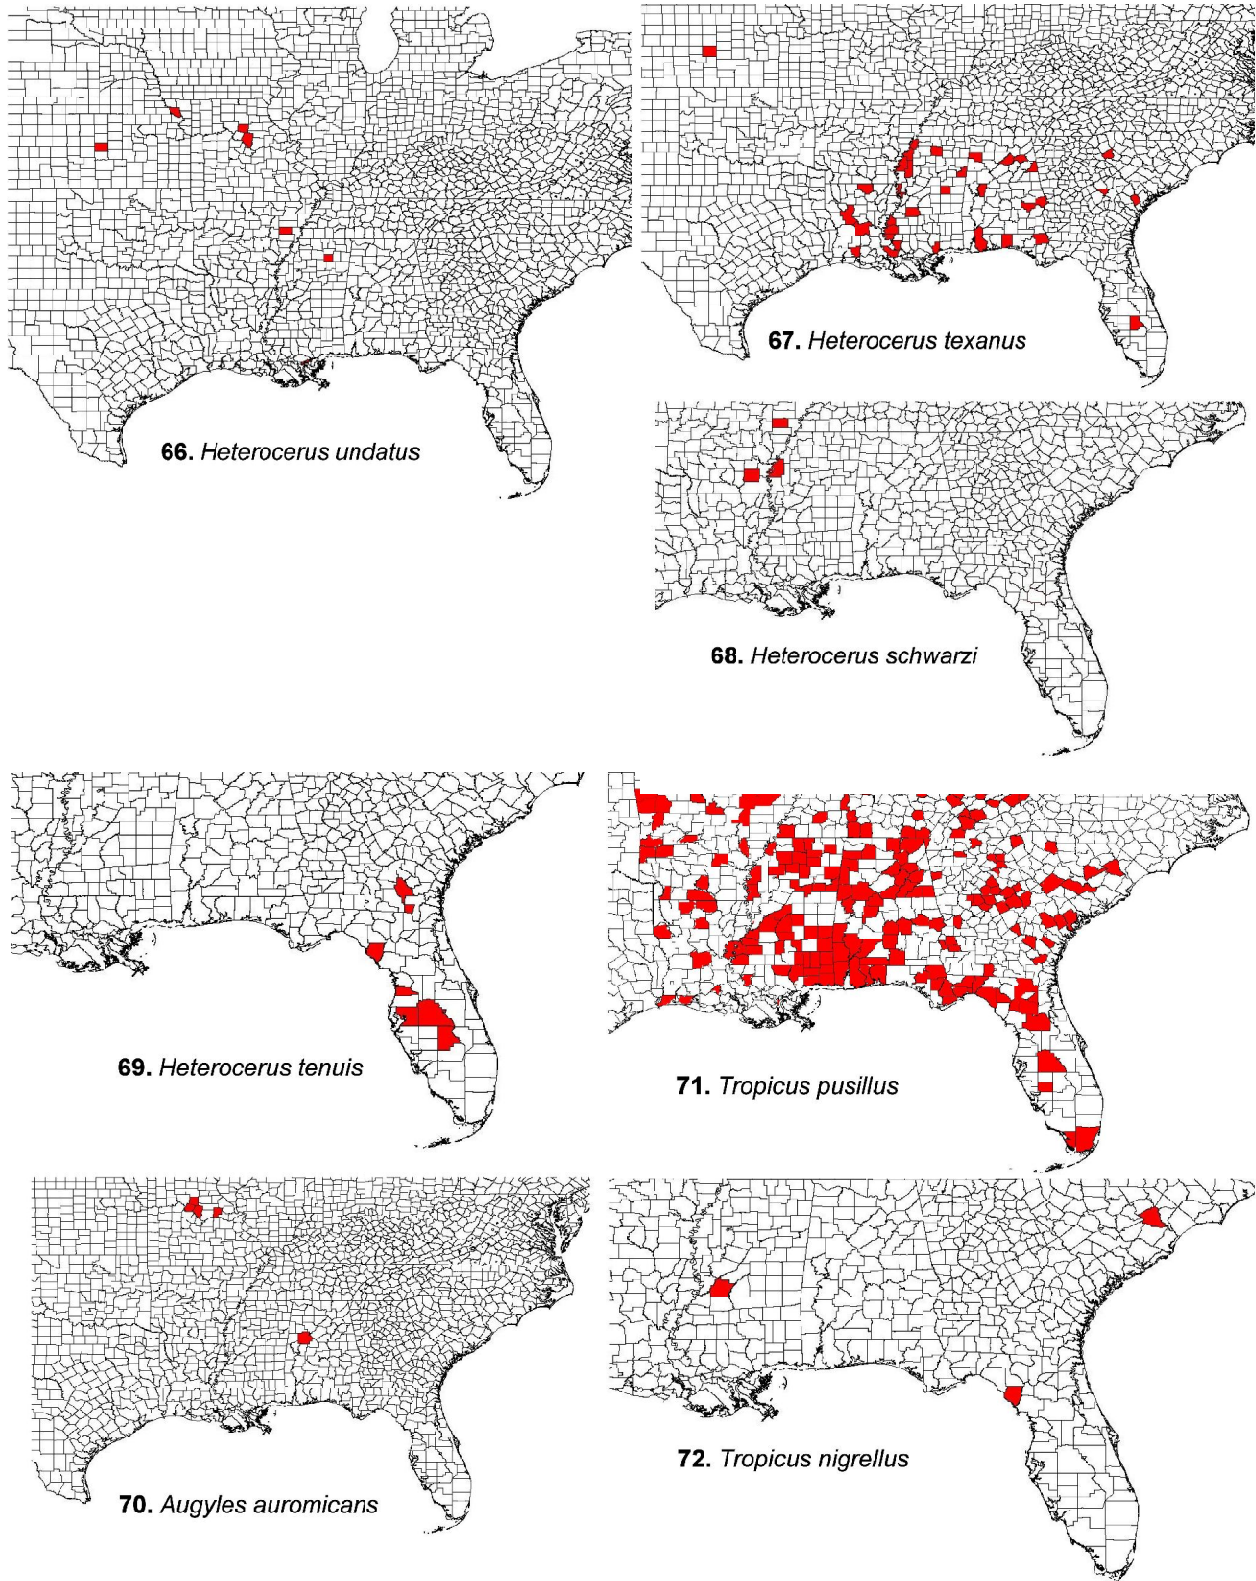 66. Heterocerus undatus
67. Heterocerus texanus
68. Heterocerus schwarzi
69. Heterocerus tenuis
71. Tropicus pusillus
70. Augyles auromicans
72. Tropicus nigrellus